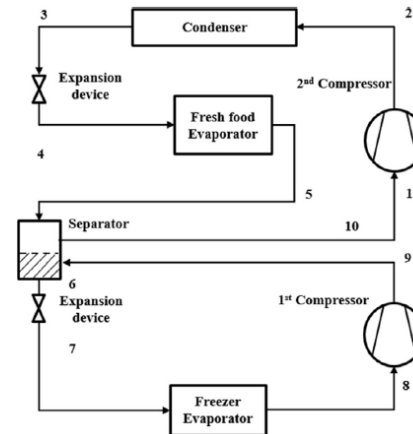 3
2
Condenser
Expansion
device
2nd Compressor
Fresh food
Evaporator
4
5
1
Separator
10
9
6
Expansion
device
1st Compressor
7
8
Freezer
Evaporator